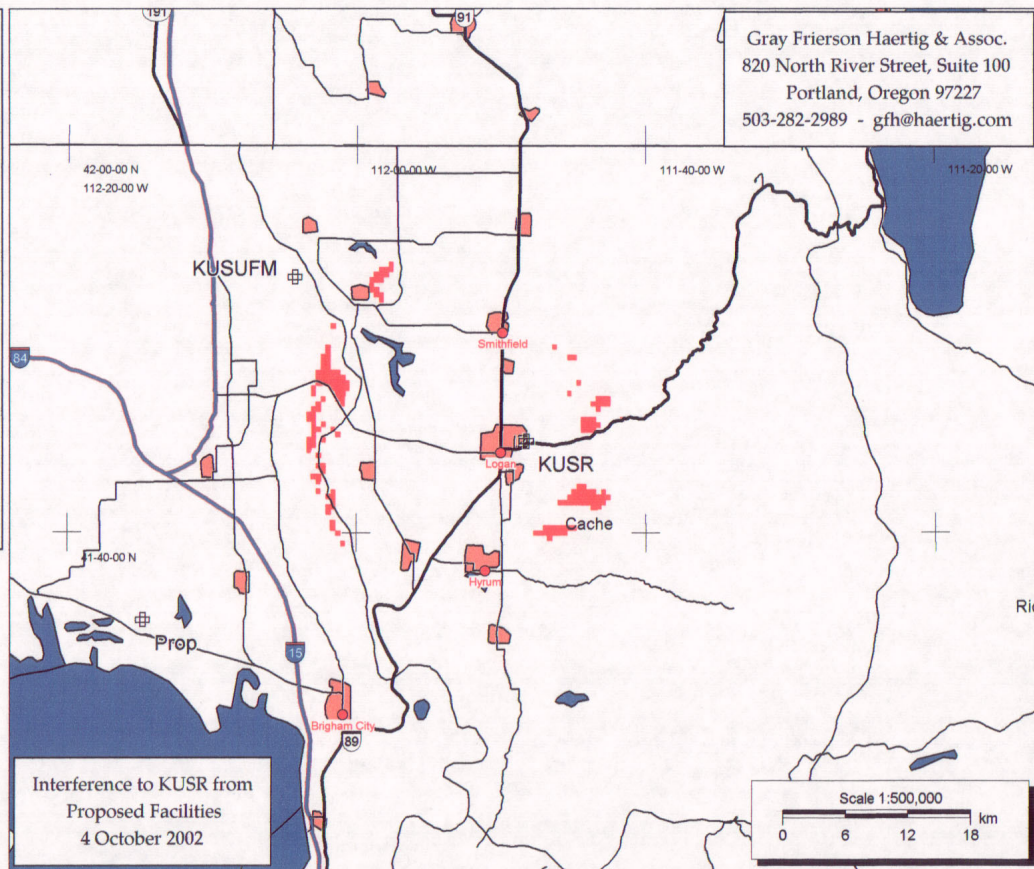 191
91
Gray Frierson Haertig & Assoc.
820 North River Street, Suite 100
Portland, Oregon 97227
503-282-2989 - gfh@haertig.com
42-00-00 N
112-20-00 W
112-00-00 W
111-40-00 W
111-20-00 W
KUSUFM
Smithfield
84
Logan
KUSR
Cache
41-40-00 N
Hyrum
Prop
15
Brigham City
89
Interference to KUSR from
Proposed Facilities
4 October 2002
Scale 1:500,000
0 6 12 18 km